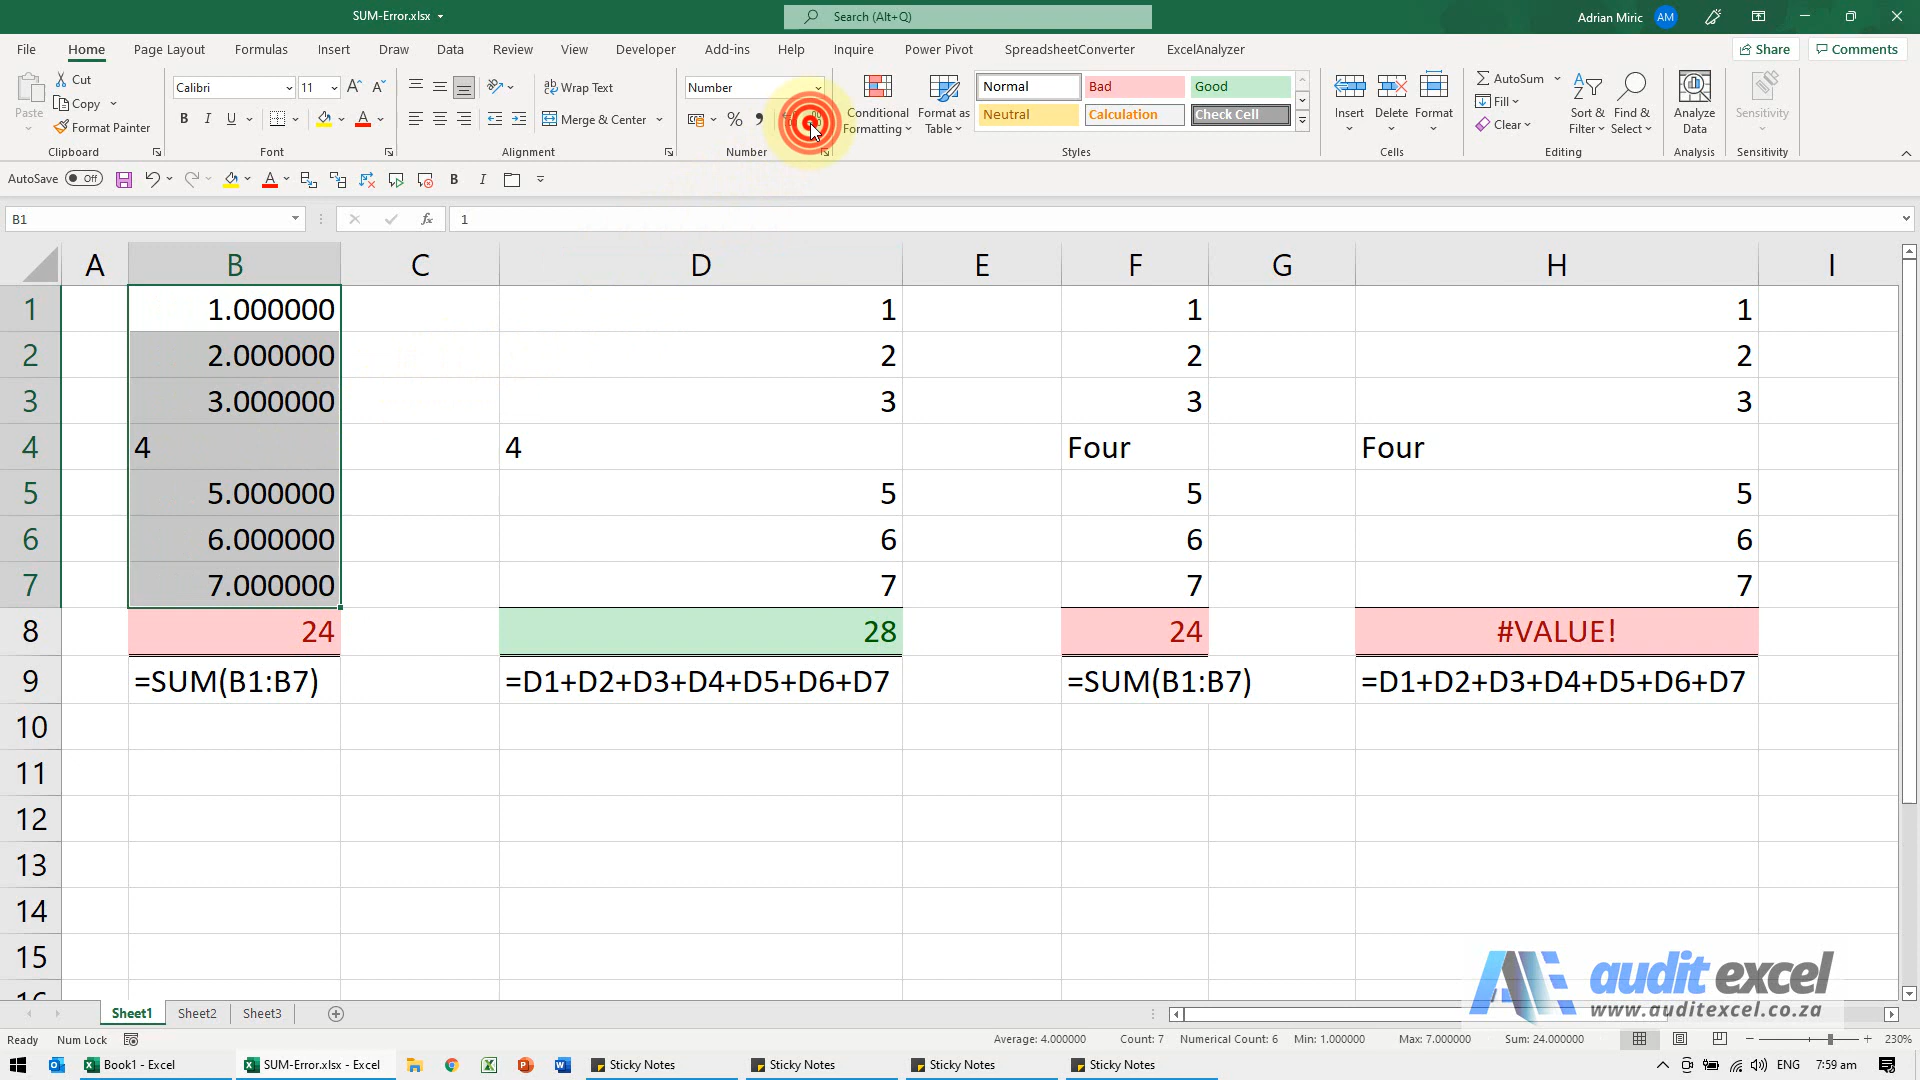 SUM-Error.xlsx
Search (Alt+Q)
Adrian Miric
AM
File Home Page Layout Formulas Insert Draw Data Review View Developer Add-ins Help Inquire Power Pivot SpreadsheetConverter ExcelAnalyzer
Share Comments
Paste
Cut
Copy
Format Painter
Clipboard
Calibri 11
B I U
Font
Wrap Text
Merge & Center
Alignment
Number
%
Number
Conditional Formatting
Format as Table
Normal Bad Good
Neutral Calculation Check Cell
Styles
Insert Delete Format
Cells
AutoSum
Fill
Clear
Sort & Filter
Find & Select
Editing
Analyze Data
Analysis
Sensitivity
Sensitivity
AutoSave Off
B I
B1
fx
1
A B C D E F G H I
1 1.000000 1 1 1
2 2.000000 2 2 2
3 3.000000 3 3 3
4 4 4 Four Four
5 5.000000 5 5 5
6 6.000000 6 6 6
7 7.000000 7 7 7
8 24 28 24 #VALUE!
9 =SUM(B1:B7) =D1+D2+D3+D4+D5+D6+D7 =SUM(B1:B7) =D1+D2+D3+D4+D5+D6+D7
10
11
12
13
14
15
audit excel
www.auditexcel.co.za
Sheet1 Sheet2 Sheet3
Ready Num Lock
Average: 4.000000 Count: 7 Numerical Count: 6 Min: 1.000000 Max: 7.000000 Sum: 24.000000
230%
Book1 - Excel
SUM-Error.xlsx - Excel
Sticky Notes
Sticky Notes
Sticky Notes
Sticky Notes
ENG
7:59 am